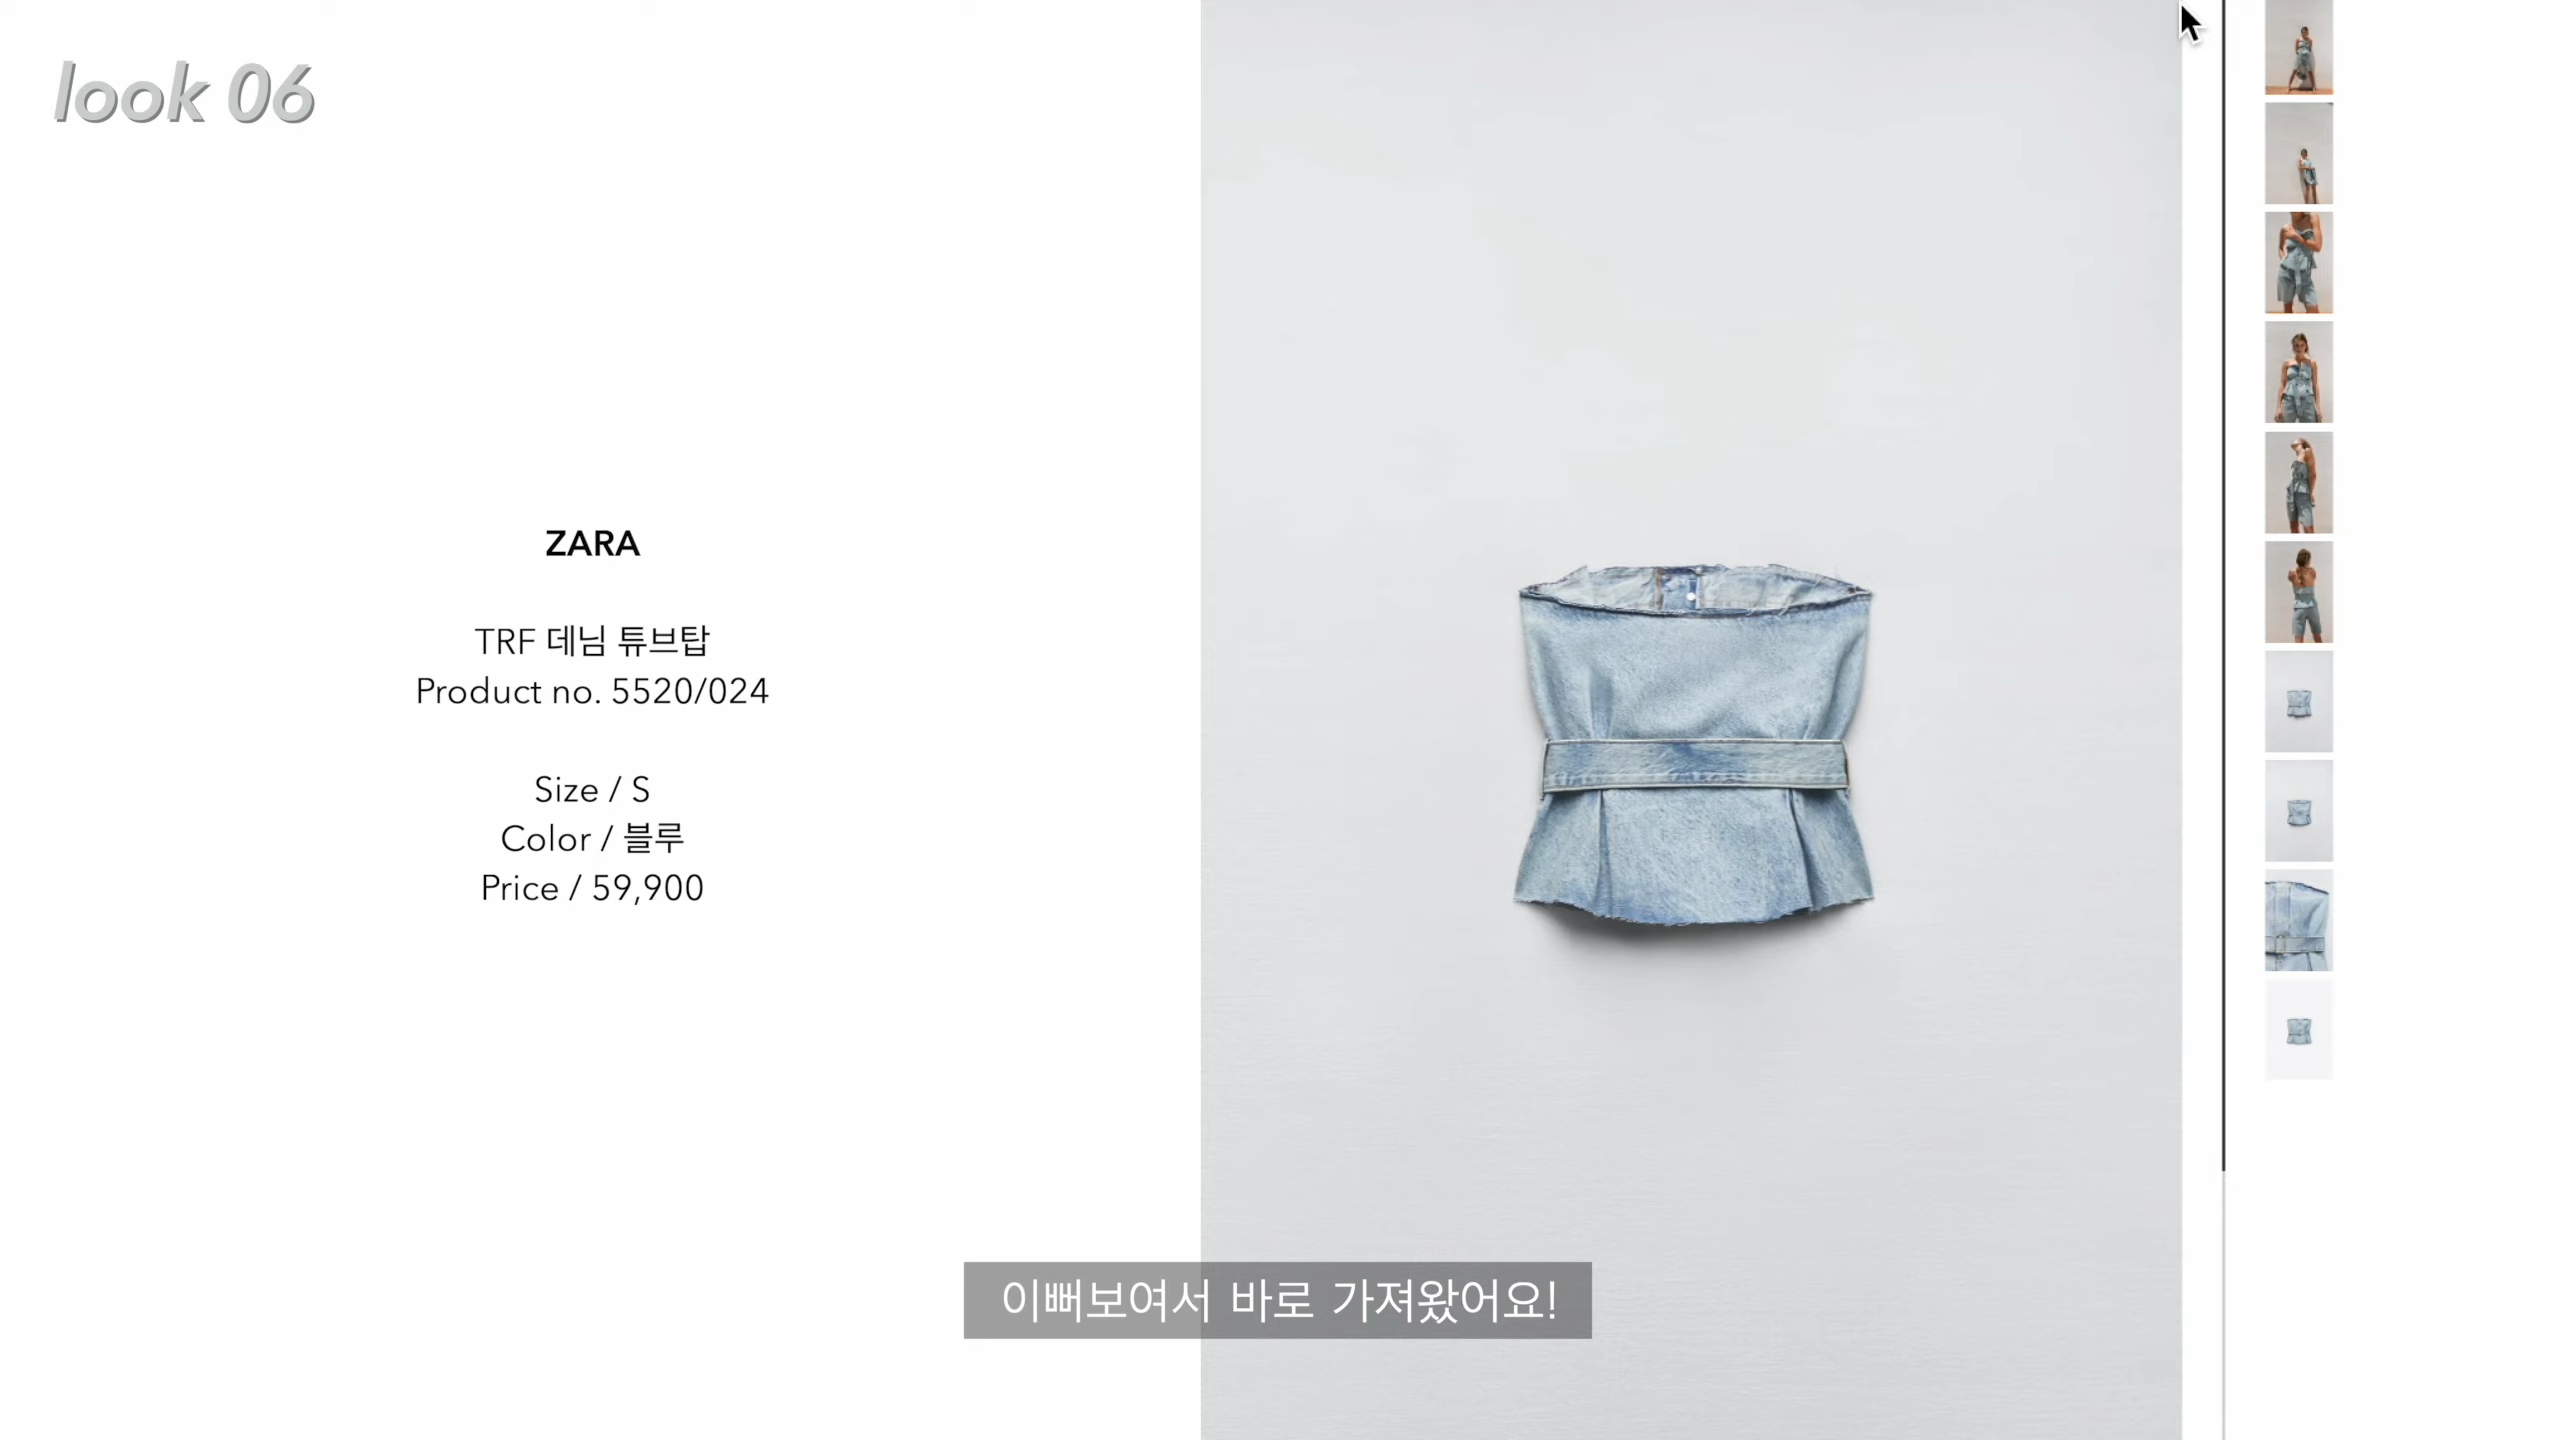 look 06
ZARA
TRF 데님 튜브탑
Product no. 5520/024
Size / S
Color / 블루
Price / 59,900
이뻐보여서 바로 가져왔어요!